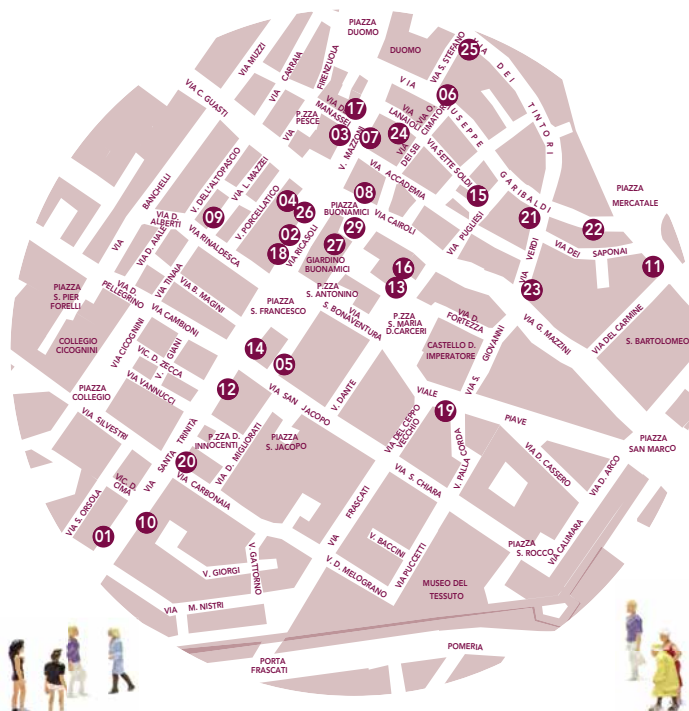 PIAZZA
DUOMO
DUOMO
25
VIA S. STEFANO
VIA DEI TINTORI
VIA MUZZI
VIA CARRAIA
FIRENZUOLA
VIA C. GUASTI
P.ZZA
PESCE
VIA
VIA D.
MANASSEI
17
03
07
V. MAZZONI
VIA
LANAIOLI
24
06
VIA O.
CIMATORI
VIA
DEI SEI
VIA GIUSEPPE GARIBALDI
VIA SETTE SOLDI
VIA ACCADEMIA
15
PIAZZA
MERCATALE
VIA BANCHELLI
V. DELL'ALTOPASCIO
VIA L. MAZZEI
V. PORCELLATICO
04
26
08
PIAZZA
BUONAMICI
VIA CAIROLI
VIA PUGLIESI
21
22
09
VIA D.
ALBERTI
VIA D. AIALE
VIA RINALDESCA
02
18
VIA RICASOLI
29
27
GIARDINO
BUONAMICI
VIA VERDI
VIA DEI SAPONAI
11
16
13
23
PIAZZA
S. PIER
FORELLI
VIA D.
PELLEGRINO
VIA TINAIA
VIA B. MAGINI
P.ZZA
S. ANTONINO
PIAZZA
S. FRANCESCO
VIA
S. BONAVENTURA
P.ZZA
S. MARIA
D.CARCERI
VIA D.
FORTEZZA
VIA G. MAZZINI
VIA DEL CARMINE
S. BARTOLOMEO
COLLEGIO
CICOGNINI
VIA CICOGNINI
VIA CAMBIONI
VIC. D. ZECCA
V. GIANI
14
05
CASTELLO D.
IMPERATORE
VIA S. GIOVANNI
PIAZZA
COLLEGIO
VIA VANNUCCI
12
VIA SAN JACOPO
V. DANTE
VIALE PIAVE
19
VIA SILVESTRI
VIA SANTA TRINITÀ
P.ZZA D.
INNOCENTI
VIA D. MIGLIORATI
PIAZZA
S. JACOPO
VIA DEL CEPPO
VECCHIO
V. PALLA CORDA
PIAZZA
SAN MARCO
20
VIA CARBONAIA
VIA S. CHIARA
VIA D. CASSERO
VIA D. ARCO
VIA S. ORSOLA
VIC. D.
CIMA
01
10
VIA FRASCATI
V. BACCINI
VIA PUCCETTI
PIAZZA
S. ROCCO
VIA CALIMARA
V. GIORGI
V. GATTORNO
V. D. MELOGRANO
MUSEO DEL
TESSUTO
VIA M. NISTRI
POMERIA
PORTA
FRASCATI